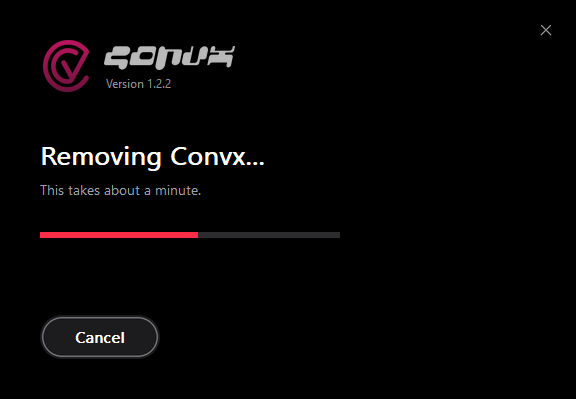 convx
Version 1.2.2
Removing Convx...
This takes about a minute.
Cancel